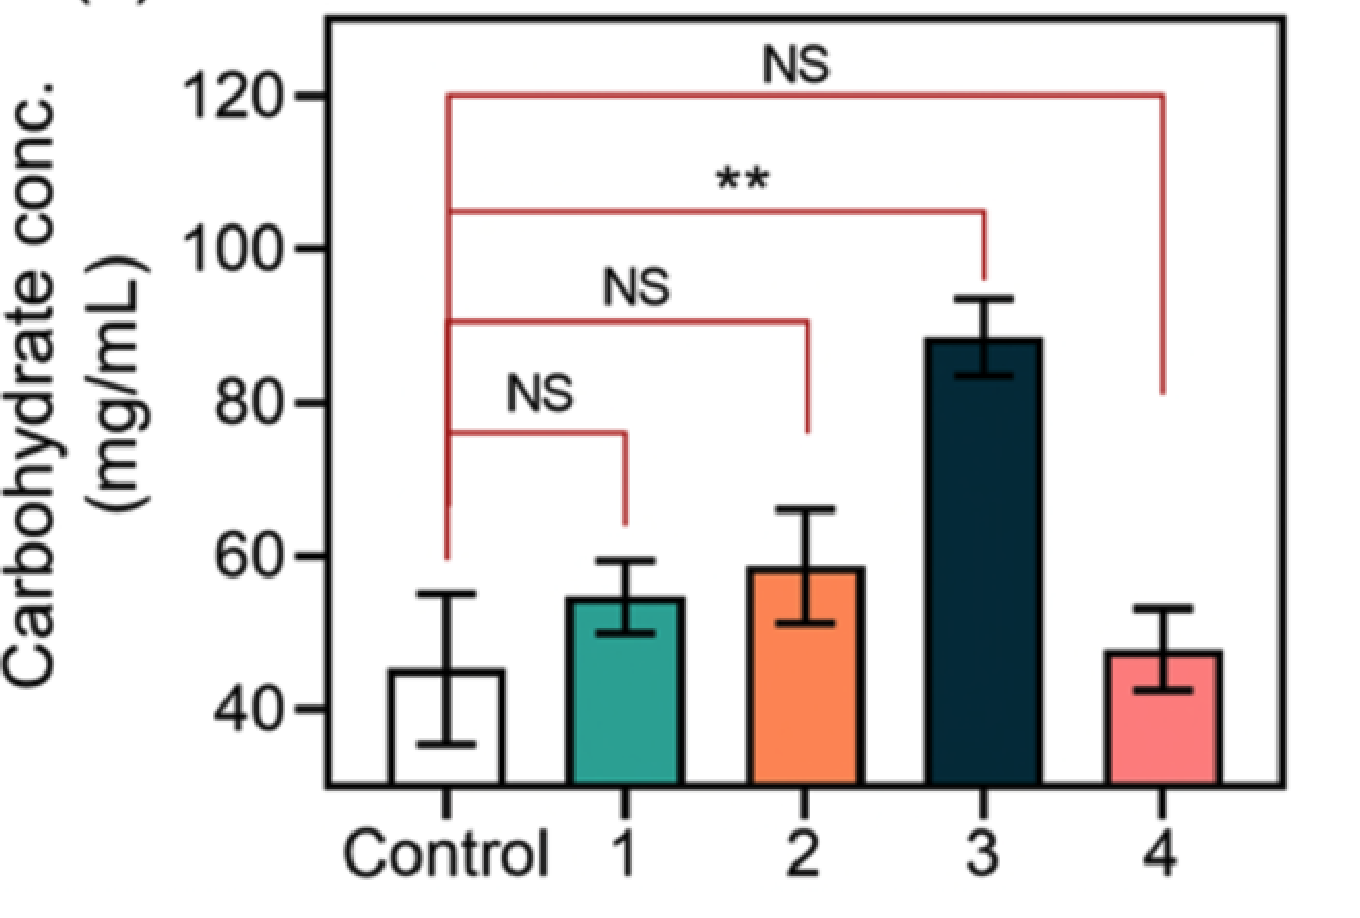 Carbohydrate conc.
(mg/mL)
120
100
80
60
40
NS
**
NS
NS
Control 1 2 3 4